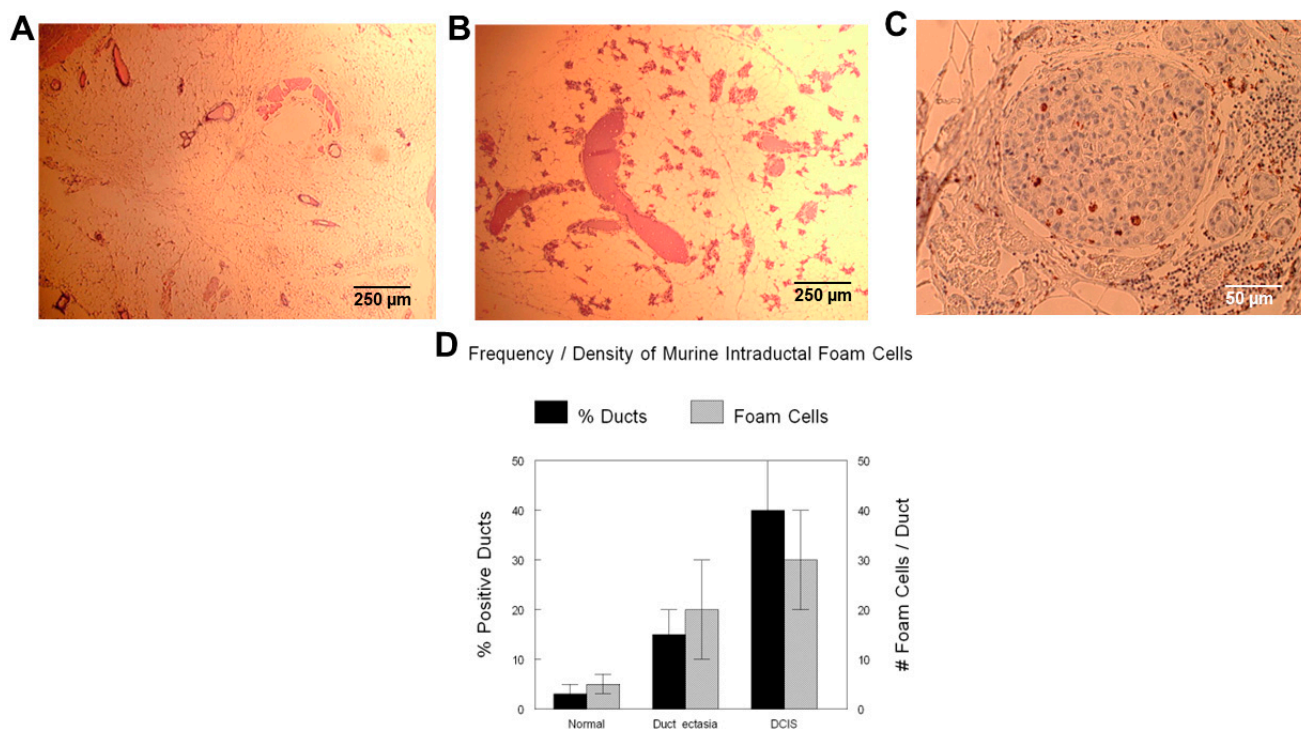 A
B
C
250 µm
250 µm
50 µm
D
Frequency / Density of Murine Intraductal Foam Cells
% Ducts
Foam Cells
50
40
30
20
10
0
% Positive Ducts
50
40
30
20
10
0
# Foam Cells / Duct
Normal
Duct ectasia
DCIS